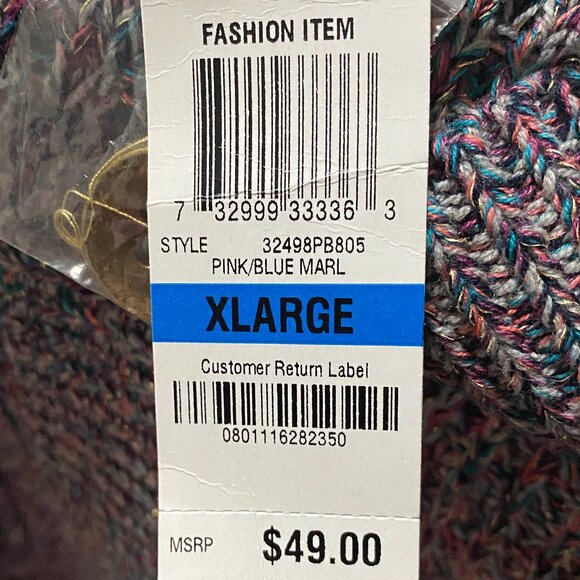 FASHION ITEM
7 32999 33336 3
STYLE 32498PB805
PINK/BLUE MARL
XLARGE
Customer Return Label
0801116282350
MSRP $49.00